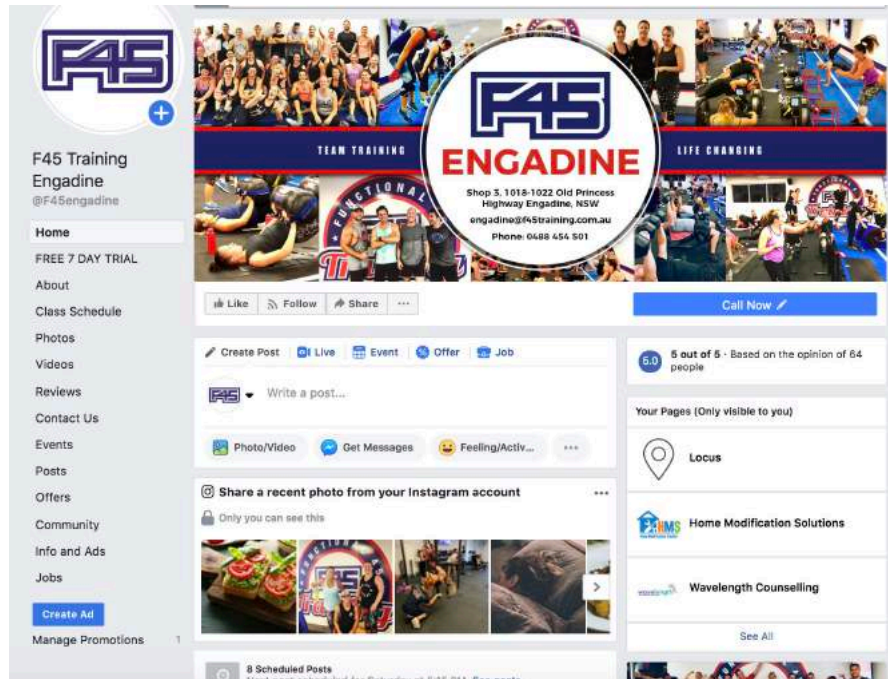 F45
F45 Training
Engadine
@F45engadine
Home
FREE 7 DAY TRIAL
About
Class Schedule
Photos
Videos
Reviews
Contact Us
Events
Posts
Offers
Community
Info and Ads
Jobs
Create Ad
Manage Promotions 1
TEAM TRAINING
F45
ENGADINE
Shop 3, 1018-1022 Old Princess
Highway Engadine, NSW
engadine@f45training.com.au
Phone: 0488 454 501
LIFE CHANGING
FUNCTIONAL
Like Follow Share ...
Call Now
Create Post Live Event Offer Job
F45 Write a post...
Photo/Video Get Messages Feeling/Activ... ...
Share a recent photo from your Instagram account ...
Only you can see this
FUNCTIONAL
8 Scheduled Posts
See posts
5.0 5 out of 5 · Based on the opinion of 64
people
Your Pages (Only visible to you)
Locus
HMS Home Modification Solutions
Wavelength Counselling
See All